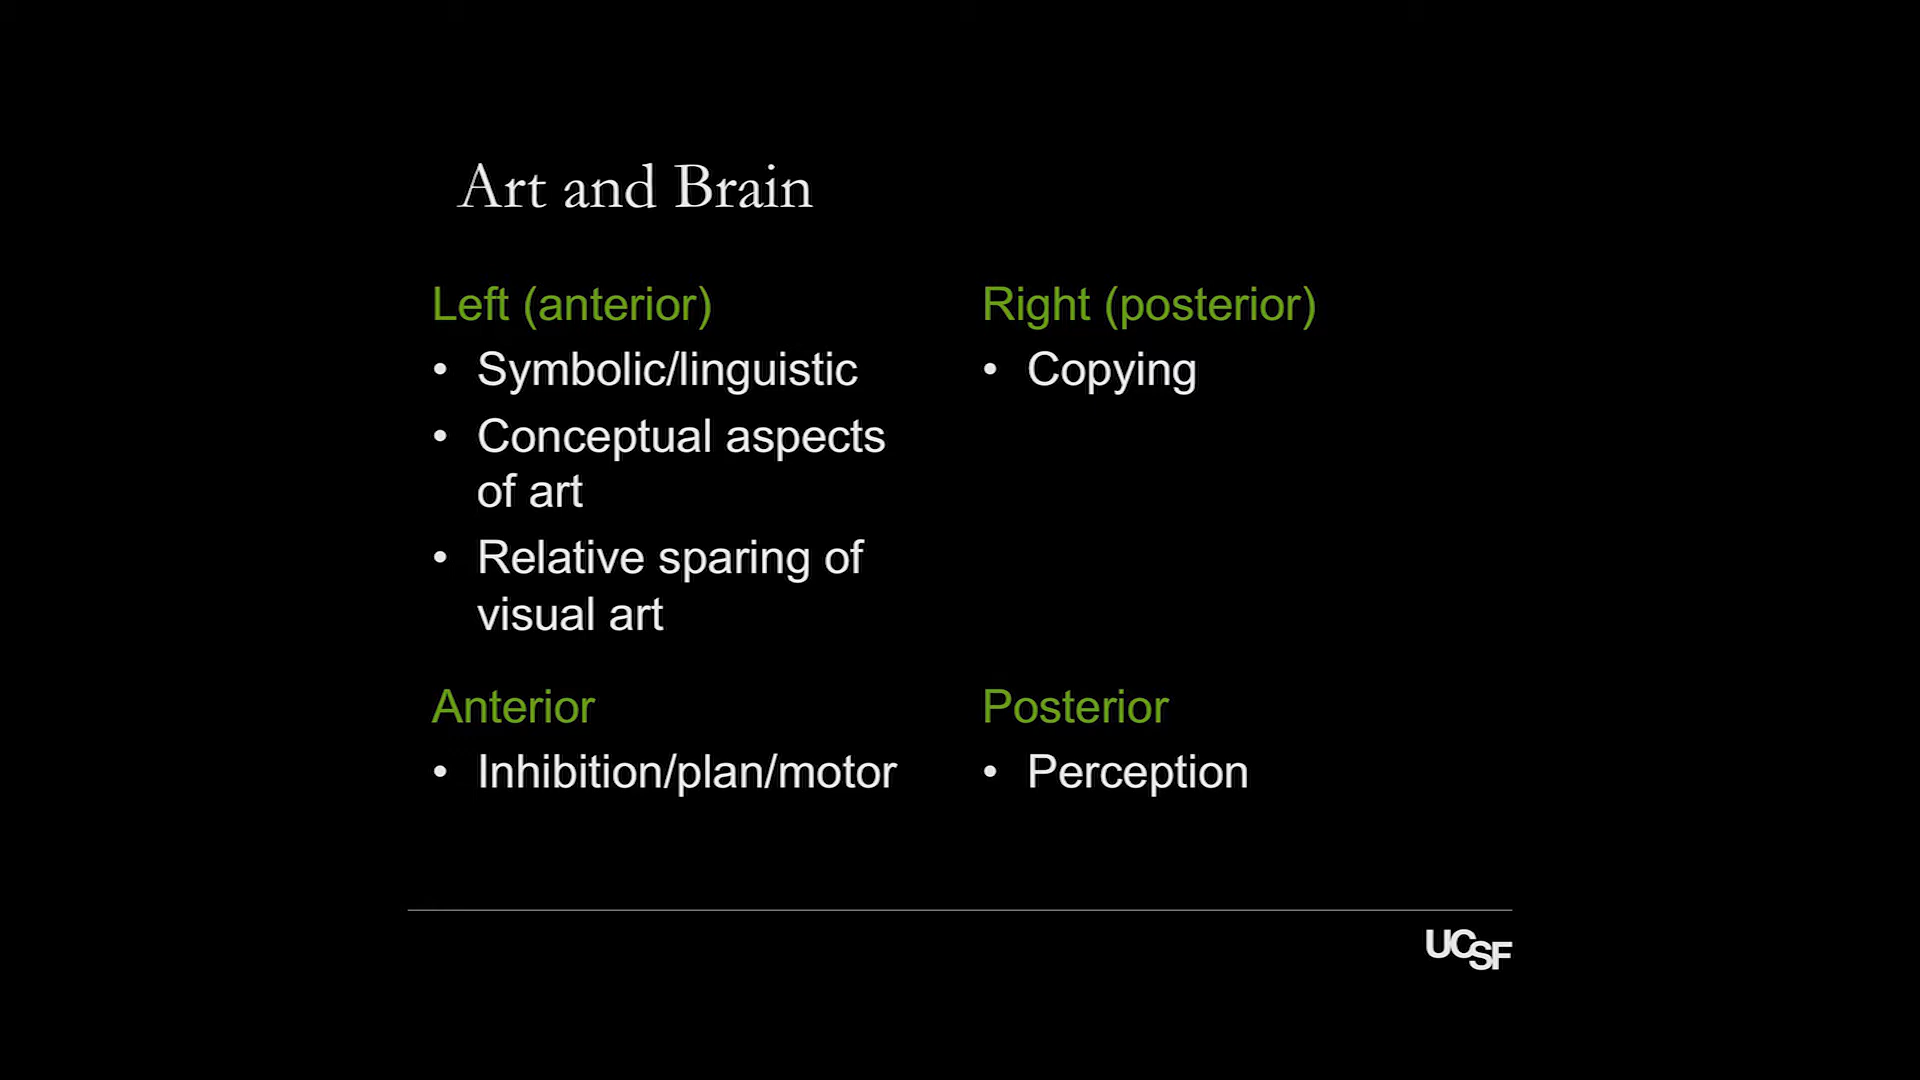 Art and Brain
Left (anterior)
• Symbolic/linguistic
• Conceptual aspects
of art
• Relative sparing of
visual art
Right (posterior)
• Copying
Anterior
• Inhibition/plan/motor
Posterior
• Perception
UCSF